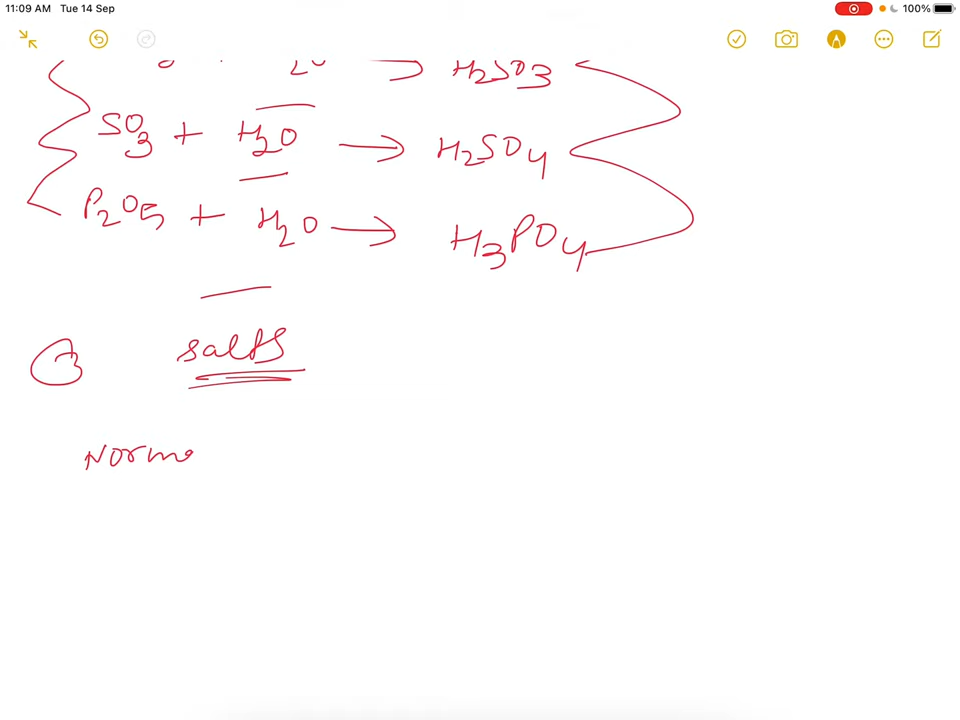 11:09 AM Tue 14 Sep 100%
H2SO3
SO3 + H2O → H2SO4
P2O5 + H2O → H3PO4
3 salts
Norma